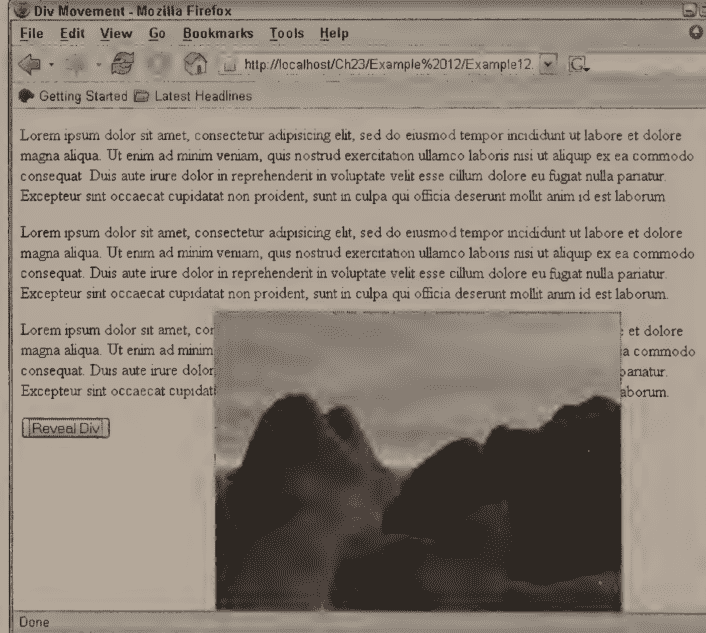 Div Movement - Mozilla Firefox
File Edit View Go Bookmarks Tools Help
http://localhost/Ch23/Example%2012/Example12. G
Getting Started Latest Headlines
Lorem ipsum dolor sit amet, consectetur adipisicing elit, sed do eiusmod tempor incididunt ut labore et dolore
magna aliqua. Ut enim ad minim veniam, quis nostrud exercitation ullamco laboris nisi ut aliquip ex ea commodo
consequat. Duis aute irure dolor in reprehenderit in voluptate velit esse cillum dolore eu fugiat nulla pariatur.
Excepteur sint occaecat cupidatat non proident, sunt in culpa qui officia deserunt mollit anim id est laborum
Lorem ipsum dolor sit amet, consectetur adipisicing elit, sed do eiusmod tempor incididunt ut labore et dolore
magna aliqua. Ut enim ad minim veniam, quis nostrud exercitation ullamco laboris nisi ut aliquip ex ea commodo
consequat. Duis aute irure dolor in reprehenderit in voluptate velit esse cillum dolore eu fugiat nulla pariatur.
Excepteur sint occaecat cupidatat non proident, sunt in culpa qui officia deserunt mollit anim id est laborum.
Lorem ipsum dolor sit amet, cor et dolore
magna aliqua. Ut enim ad minim a commodo
consequat. Duis aute irure dolor pariatur.
Excepteur sint occaecat cupidat aborum.
Reveal Div
Done